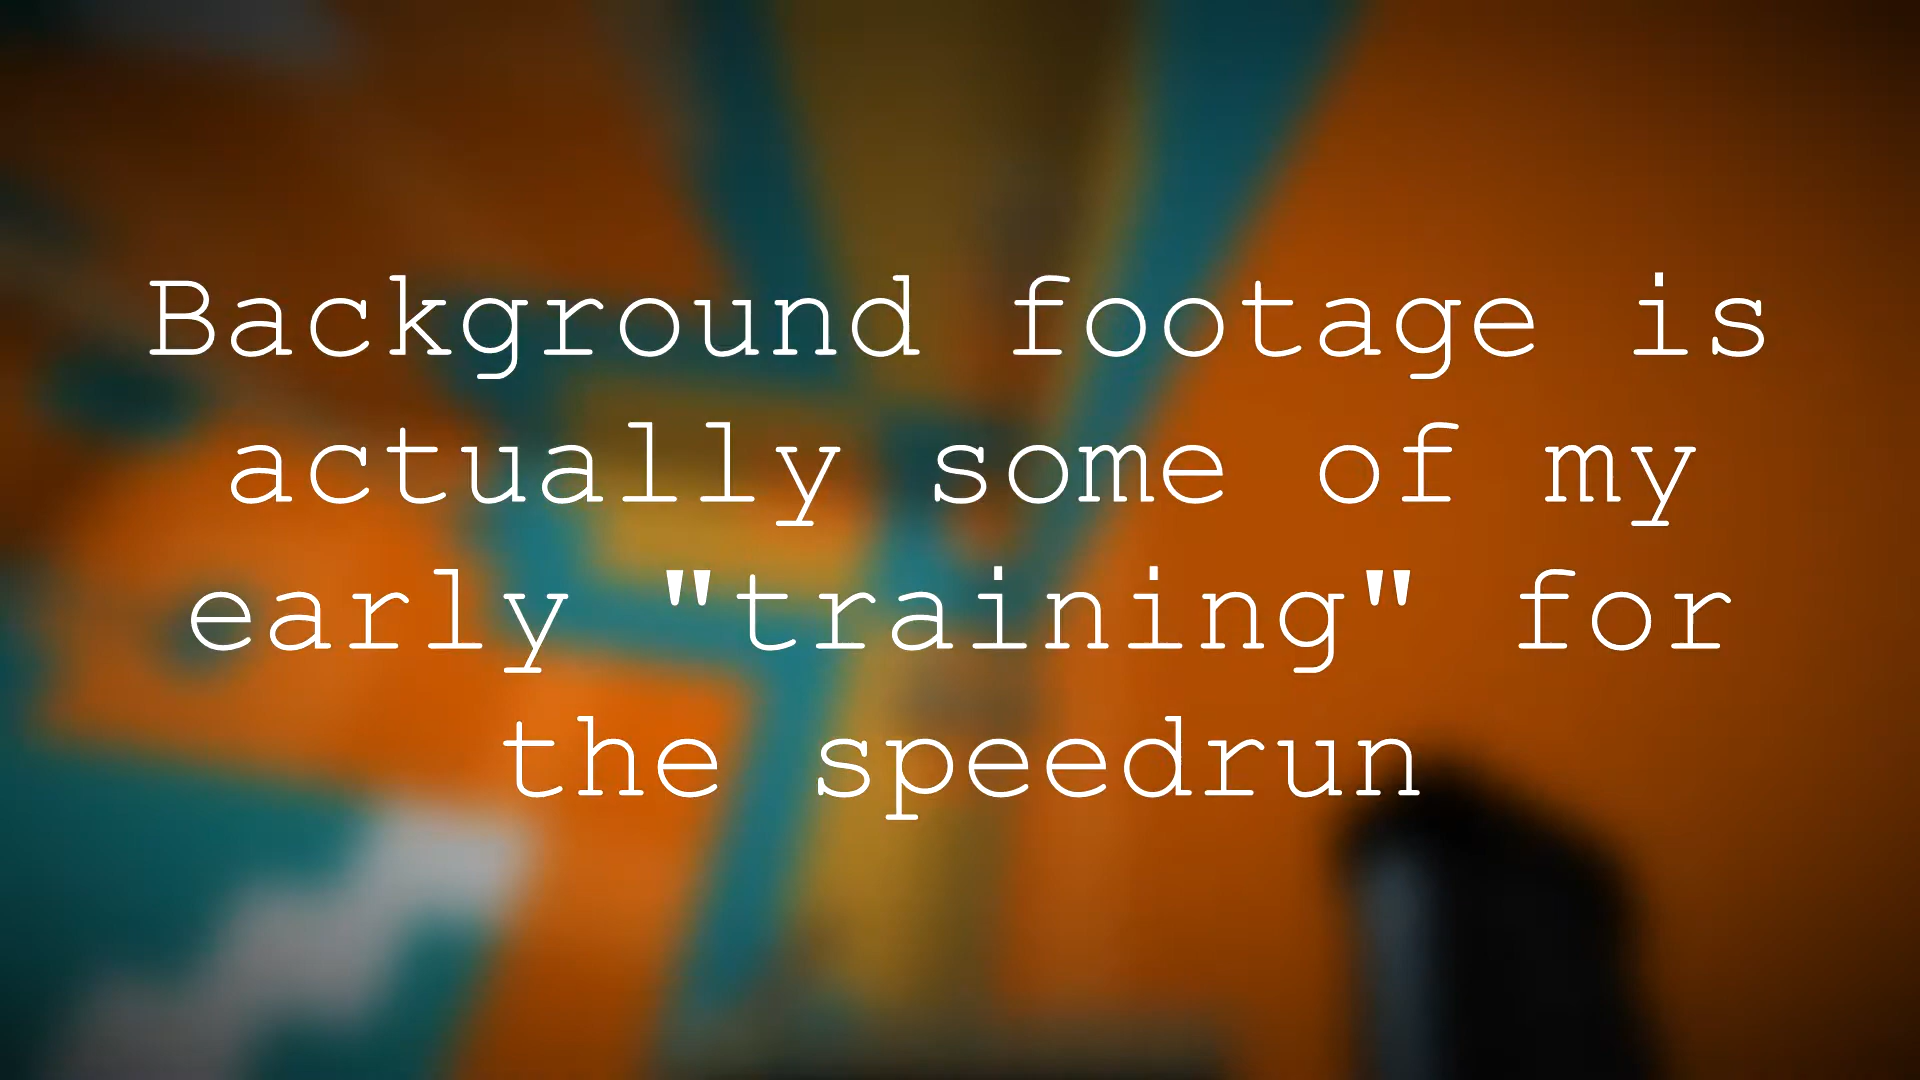 Background footage is
actually some of my
early "training" for
the speedrun